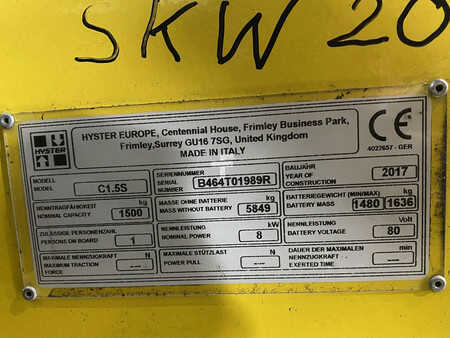 SKW 20
HYSTER
HYSTER EUROPE, Centennial House, Frimley Business Park,
Frimley,Surrey GU16 7SG, United Kingdom
MADE IN ITALY
CE
4022657 - GER
MODELL
MODEL C1.5S
SERIENNUMMER
SERIAL NUMBER B464T01989R
BAUJAHR
YEAR OF CONSTRUCTION 2017
NENNTRAGFÄHIGKEIT kg
NOMINAL CAPACITY 1500
MASSE OHNE BATTERIE kg
MASS WITHOUT BATTERY 5849
BATTERIEGEWICHT (MIN/MAX) kg
BATTERY MASS 1480 1636
ZULÄSSIGE PERSONENZAHL
PERSONS ON BOARD 1
NENNLEISTUNG kW
NOMINAL POWER 8
NENNLEISTUNG Volt
BATTERY VOLTAGE 80
MAXIMALE NENNZUGKRAFT N
MAXIMUM TRACTION FORCE ---
MAXIMALE STÜTZLAST N
POWER PULL ---
DAUER DER MAXIMALEN NENNZUGKRAFT min
EXERTED TIME ---